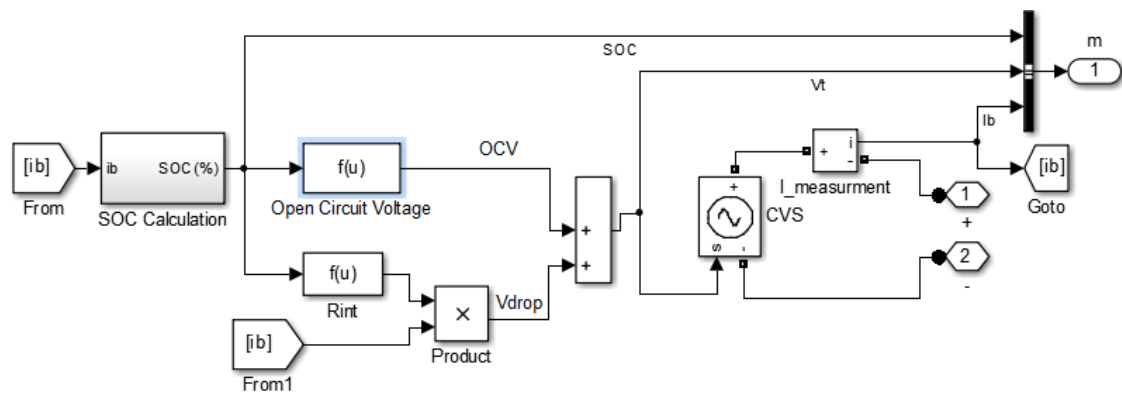 SOC
m
1
Vt
Ib
[ib]
From
ib
SOC (%)
SOC Calculation
f(u)
Open Circuit Voltage
OCV
+
+
+
-
i
I_measurment
+
-
s
CVS
[ib]
Goto
1
+
2
-
f(u)
Rint
[ib]
From1
×
Product
Vdrop